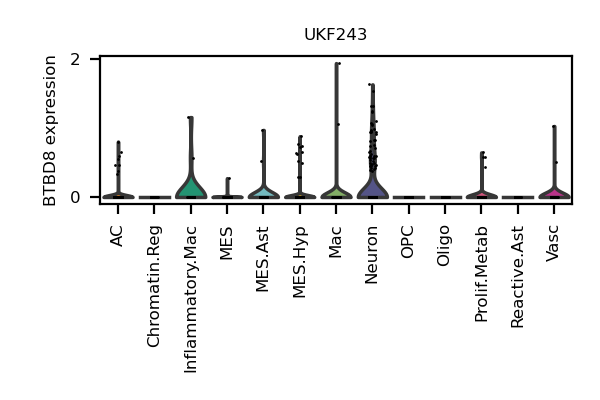 UKF243
BTBD8 expression
2
0
AC
Chromatin.Reg
Inflammatory.Mac
MES
MES.Ast
MES.Hyp
Mac
Neuron
OPC
Oligo
Prolif.Metab
Reactive.Ast
Vasc